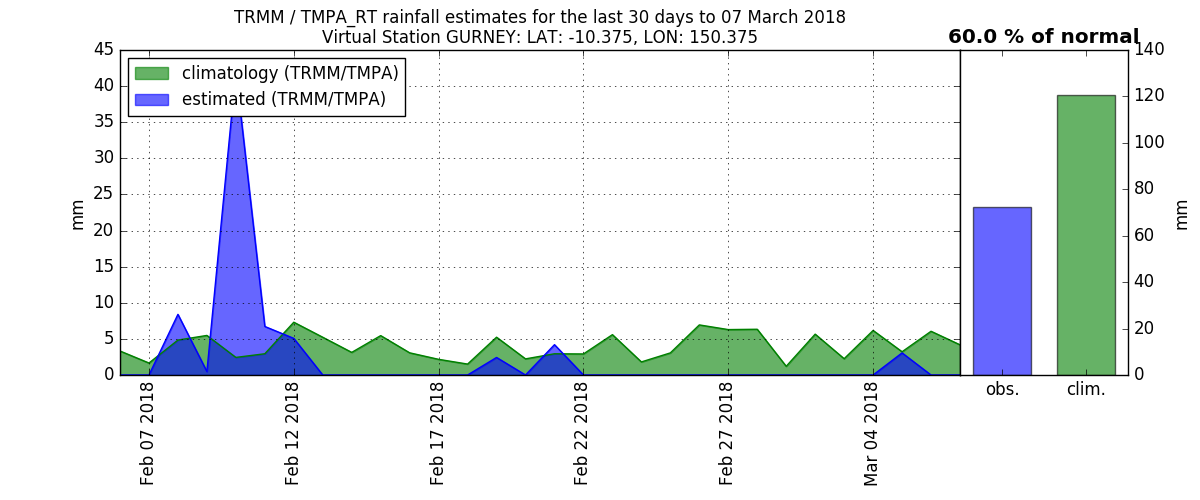 TRMM / TMPA_RT rainfall estimates for the last 30 days to 07 March 2018
Virtual Station GURNEY: LAT: -10.375, LON: 150.375
60.0 % of normal
climatology (TRMM/TMPA)
estimated (TRMM/TMPA)
45
40
35
30
25
20
15
10
5
0
mm
Feb 07 2018
Feb 12 2018
Feb 17 2018
Feb 22 2018
Feb 27 2018
Mar 04 2018
140
120
100
80
60
40
20
0
mm
obs.
clim.